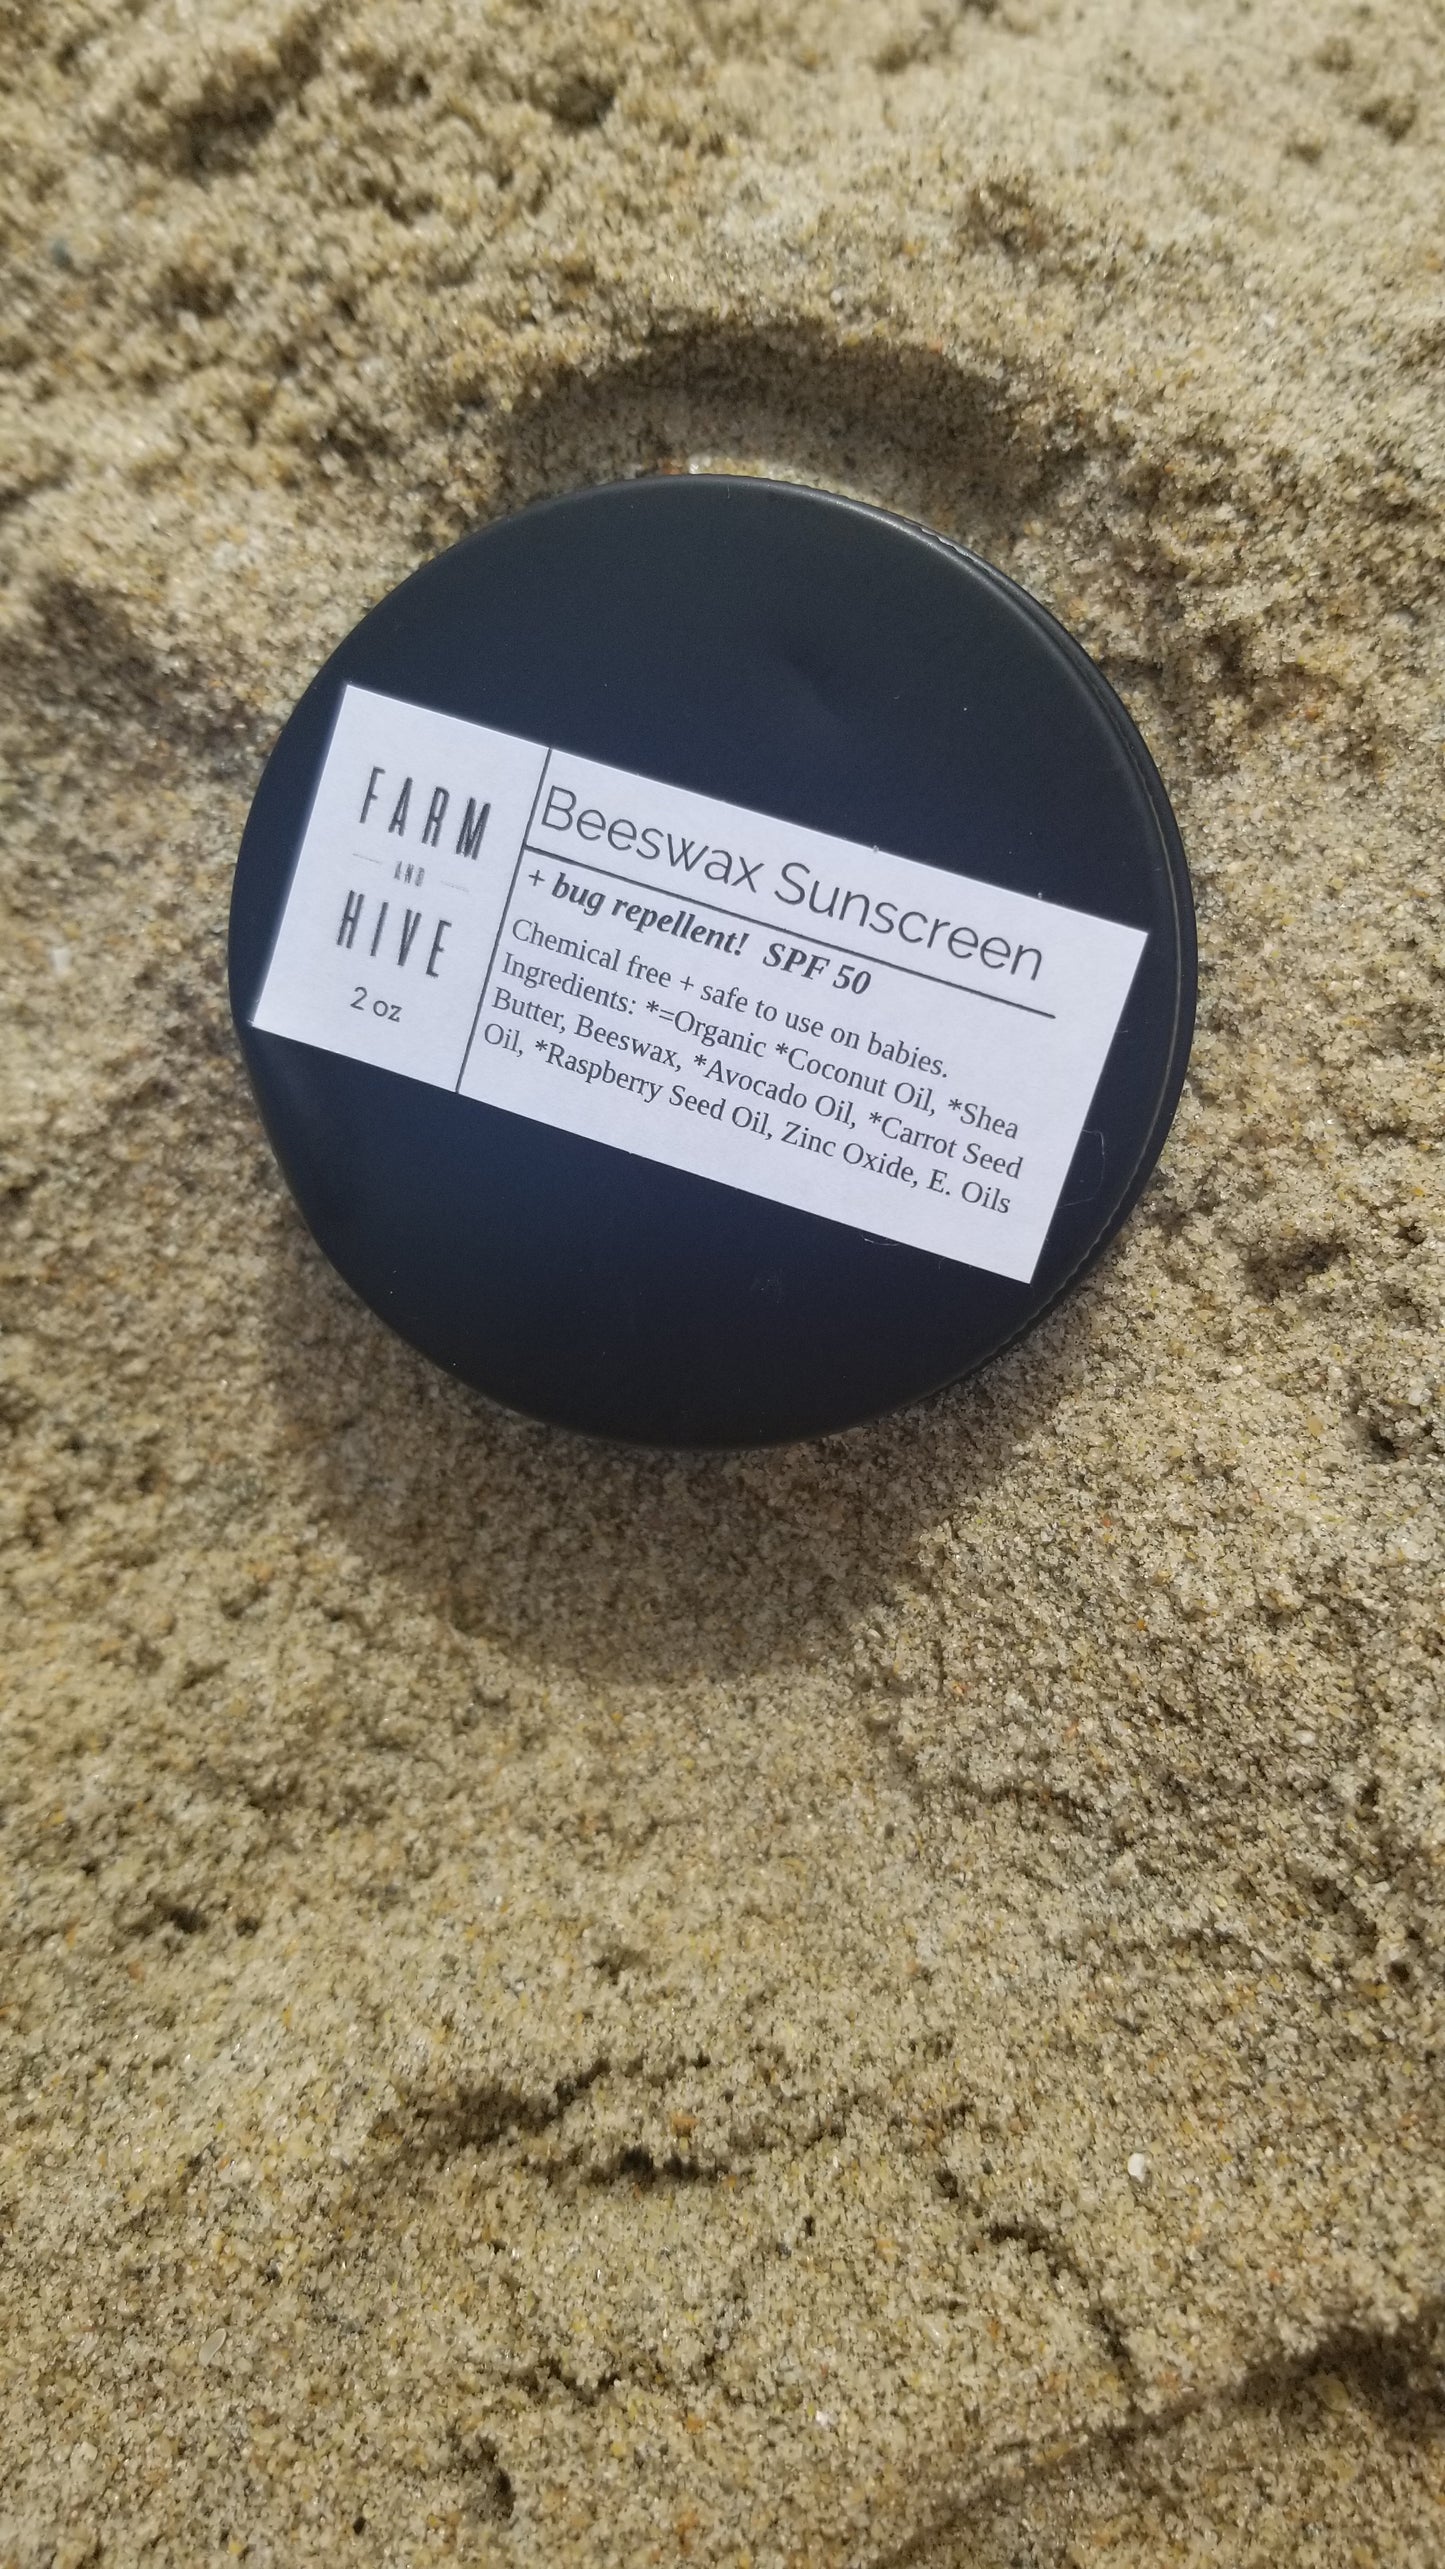 FARM
AND
HIVE
2 oz
Beeswax Sunscreen
+ bug repellent! SPF 50
Chemical free + safe to use on babies.
Ingredients: *=Organic *Coconut Oil, *Shea
Butter, Beeswax, *Avocado Oil, *Carrot Seed
Oil, *Raspberry Seed Oil, Zinc Oxide, E. Oils